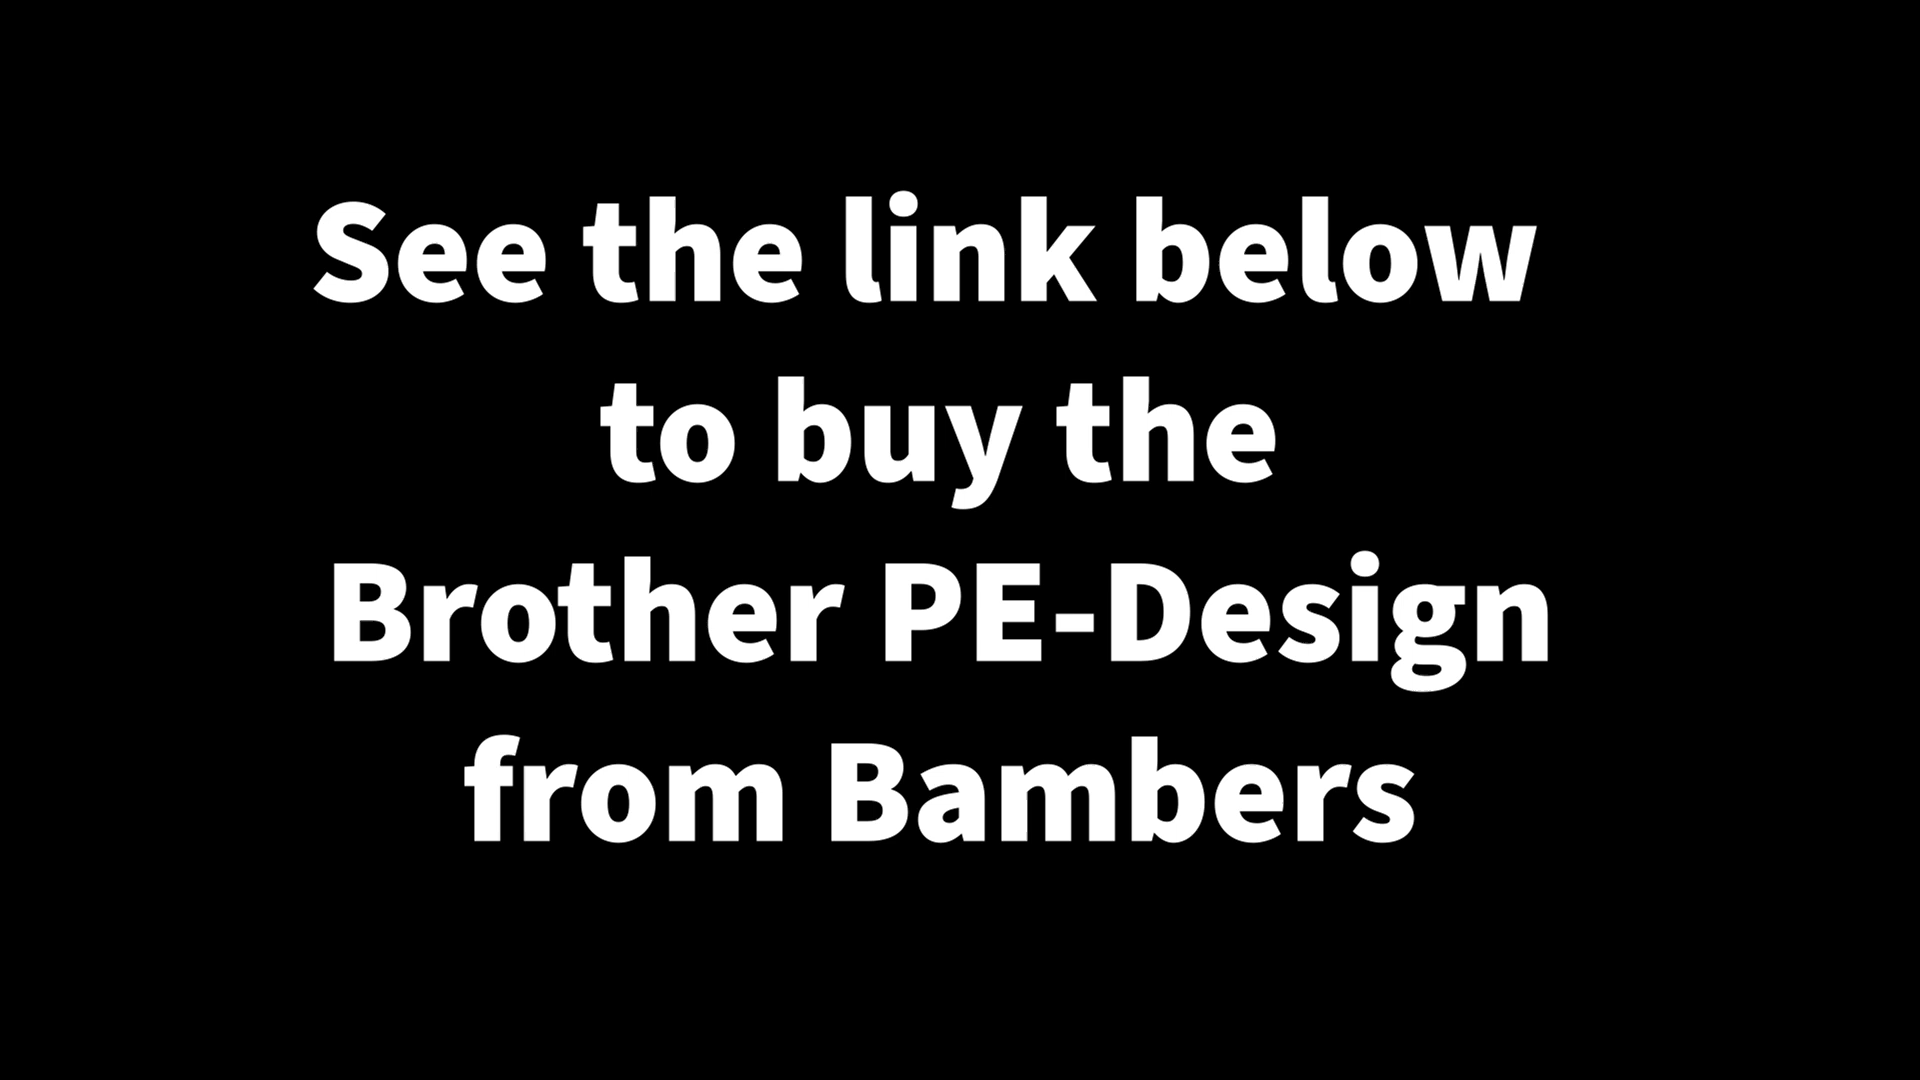 See the link below
to buy the
Brother PE-Design
from Bambers